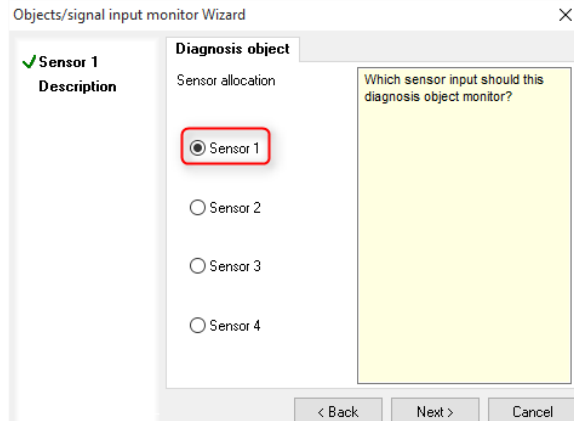 Objects/signal input monitor Wizard
Sensor 1
Description
Diagnosis object
Sensor allocation
Which sensor input should this
diagnosis object monitor?
Sensor 1
Sensor 2
Sensor 3
Sensor 4
< Back
Next >
Cancel